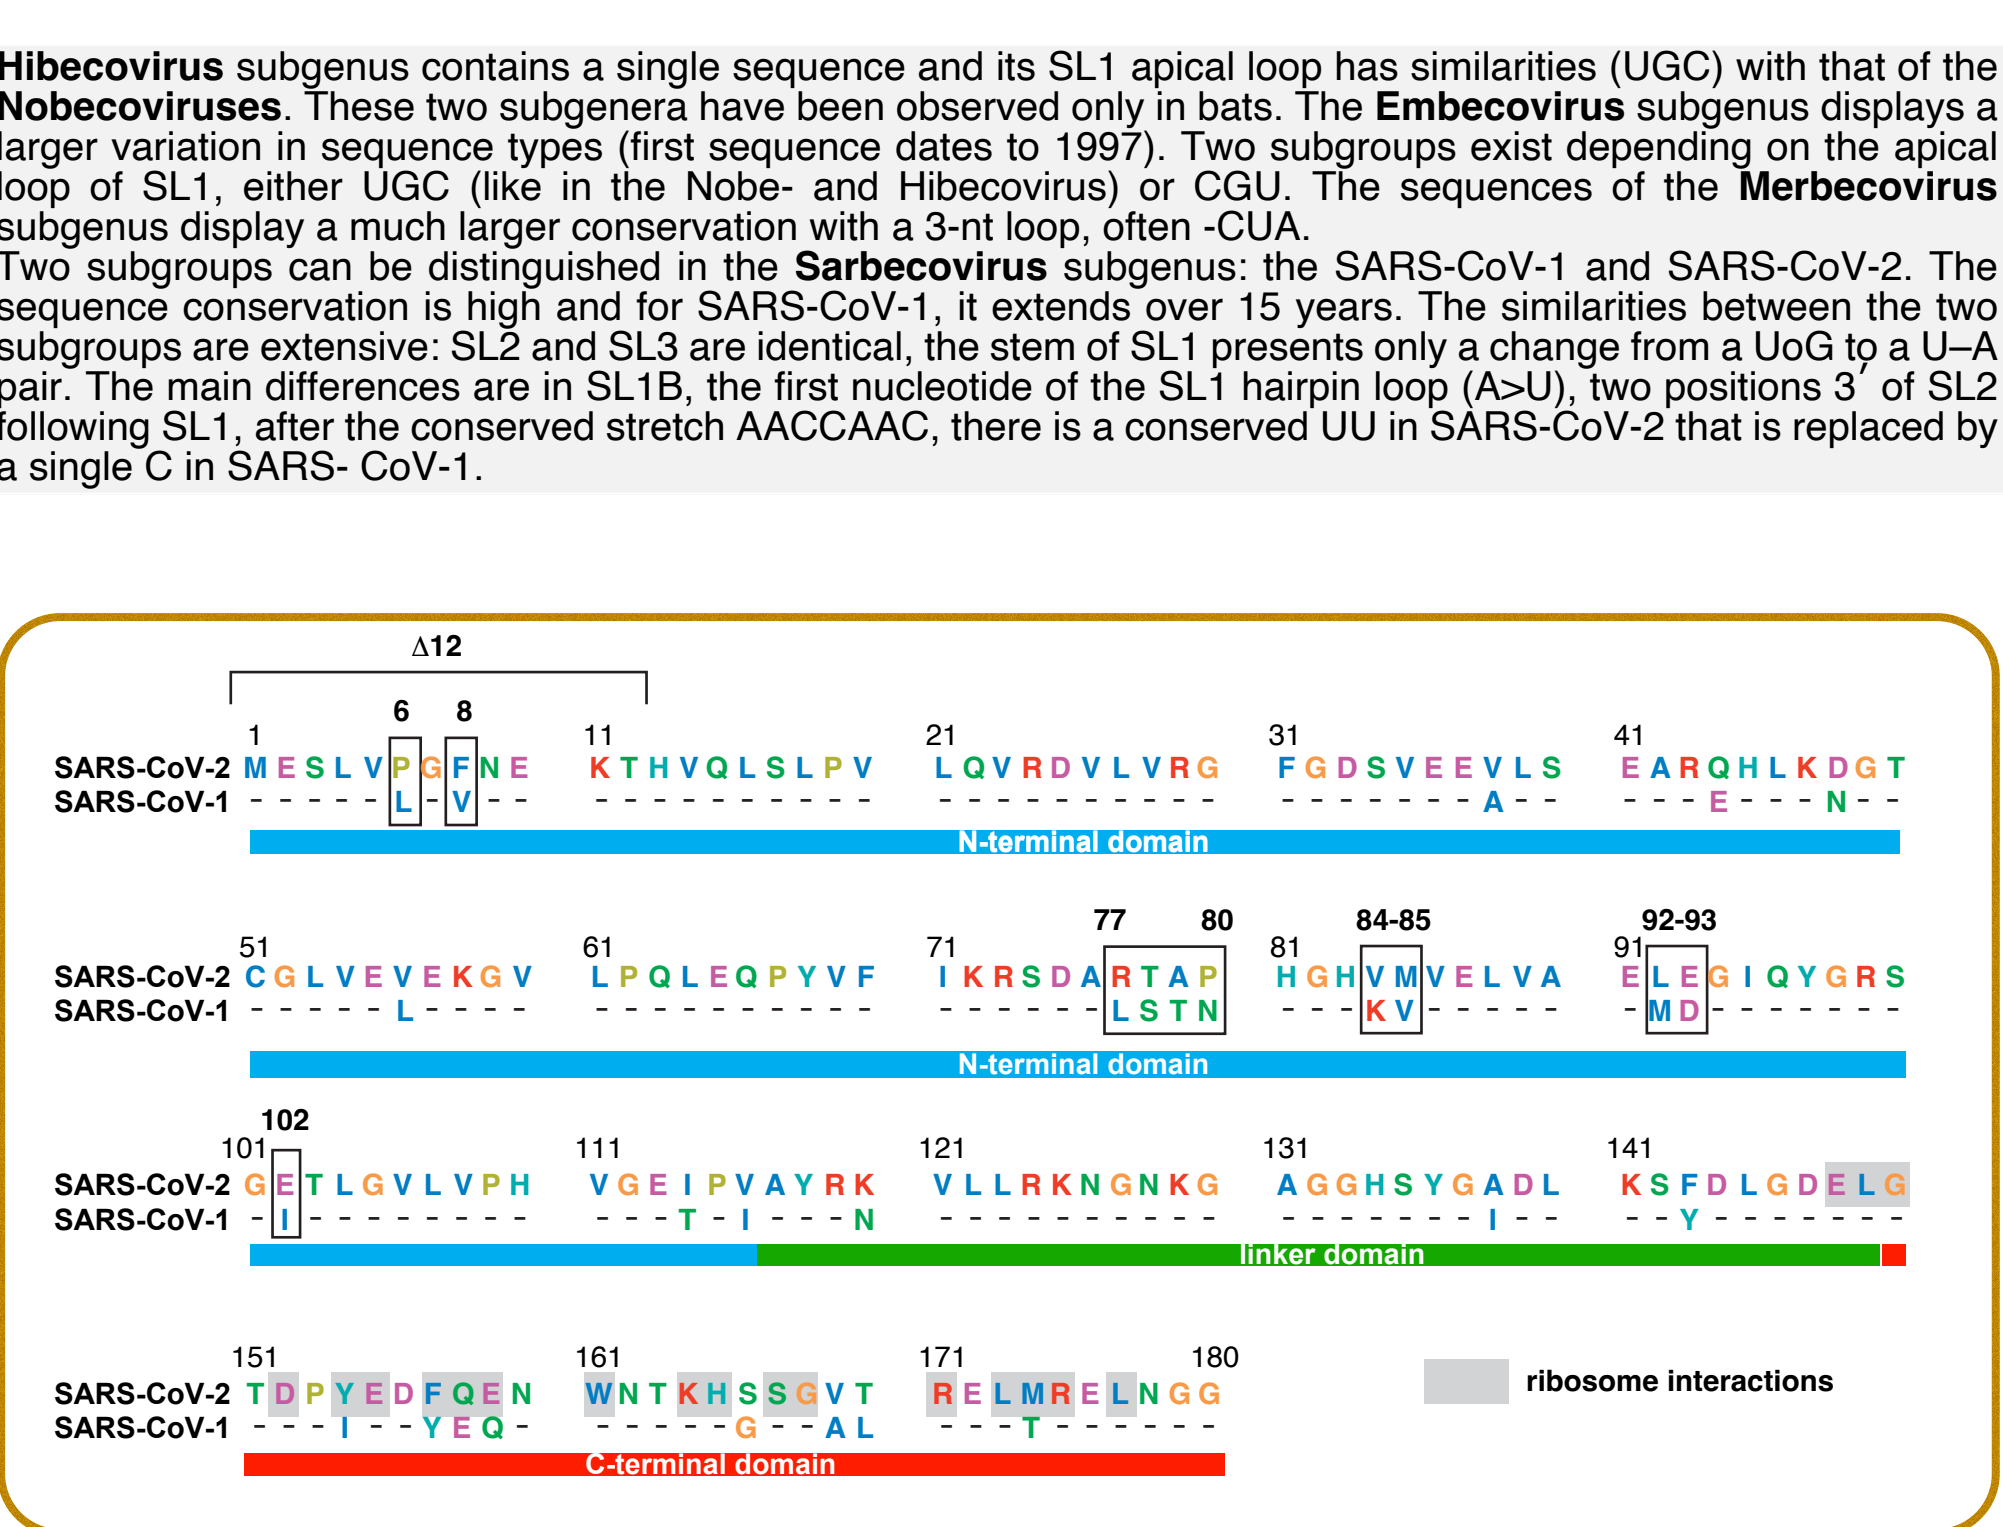 Hibecovirus subgenus contains a single sequence and its SL1 apical loop has similarities (UGC) with that of the
Nobecoviruses. These two subgenera have been observed only in bats. The Embecovirus subgenus displays a
larger variation in sequence types (first sequence dates to 1997). Two subgroups exist depending on the apical
loop of SL1, either UGC (like in the Nobe- and Hibecovirus) or CGU. The sequences of the Merbecovirus
subgenus display a much larger conservation with a 3-nt loop, often -CUA.
Two subgroups can be distinguished in the Sarbecovirus subgenus: the SARS-CoV-1 and SARS-CoV-2. The
sequence conservation is high and for SARS-CoV-1, it extends over 15 years. The similarities between the two
subgroups are extensive: SL2 and SL3 are identical, the stem of SL1 presents only a change from a UoG to a U–A
pair. The main differences are in SL1B, the first nucleotide of the SL1 hairpin loop (A>U), two positions 3′ of SL2
following SL1, after the conserved stretch AACCAAC, there is a conserved UU in SARS-CoV-2 that is replaced by
a single C in SARS- CoV-1.
Δ12
6 8
1 11 21 31 41
SARS-CoV-2 M E S L V P G F N E K T H V Q L S L P V L Q V R D V L V R G F G D S V E E V L S E A R Q H L K D G T
SARS-CoV-1 - - - - - L - V - - - - - - - - - - - - - - - - - - - - - - - - - - - - - A - - - - - E - - - N - -
N-terminal domain
77 80 84-85 92-93
51 61 71 81 91
SARS-CoV-2 C G L V E V E K G V L P Q L E Q P Y V F I K R S D A R T A P H G H V M V E L V A E L E G I Q Y G R S
SARS-CoV-1 - - - - - L - - - - - - - - - - - - - - - - - - - - L S T N - - - K V - - - - - - M D - - - - - - -
N-terminal domain
102
101 111 121 131 141
SARS-CoV-2 G E T L G V L V P H V G E I P V A Y R K V L L R K N G N K G A G G H S Y G A D L K S F D L G D E L G
SARS-CoV-1 - I - - - - - - - - - - - T - I - - - N - - - - - - - - - - - - - - - - - I - - - - Y - - - - - - -
linker domain
151 161 171 180
SARS-CoV-2 T D P Y E D F Q E N W N T K H S S G V T R E L M R E L N G G
SARS-CoV-1 - - - I - - Y E Q - - - - - - G - - A L - - - T - - - - - -
ribosome interactions
C-terminal domain